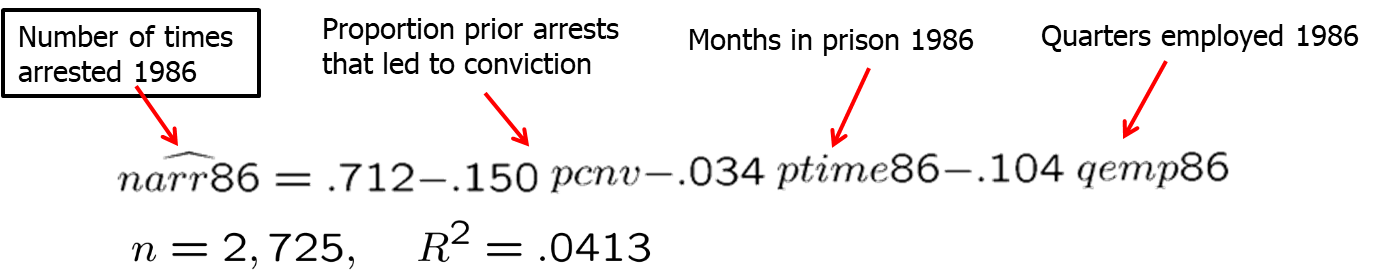 Number of times
arrested 1986
Proportion prior arrests
that led to conviction
Months in prison 1986
Quarters employed 1986
$\widehat{narr86}$ = .712−.150 pcnv−.034 ptime86−.104 qemp86
n = 2, 725, R² = .0413